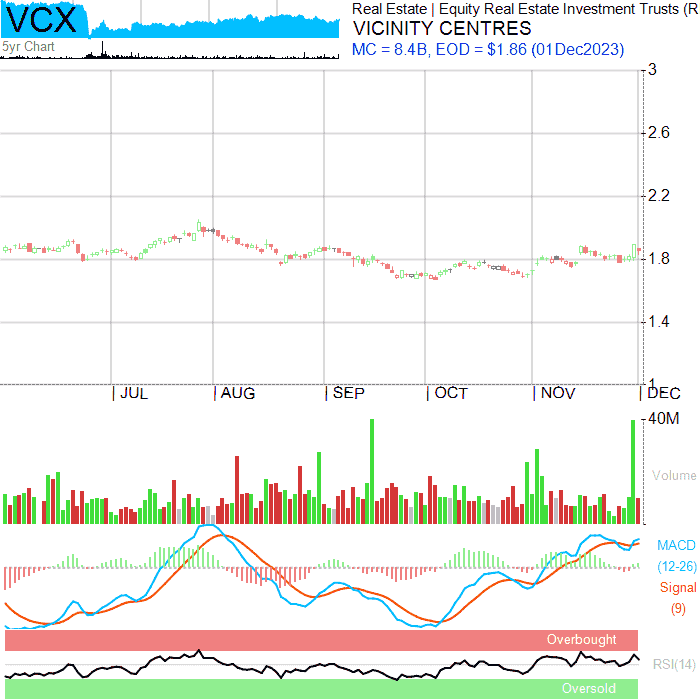 VCX
5yr Chart
Real Estate | Equity Real Estate Investment Trusts (R
VICINITY CENTRES
MC = 8.4B, EOD = $1.86 (01Dec2023)
3
2.6
2.2
1.8
1.4
1
JUL AUG SEP OCT NOV DEC
40M
Volume
MACD
(12-26)
Signal
(9)
Overbought
RSI(14)
Oversold